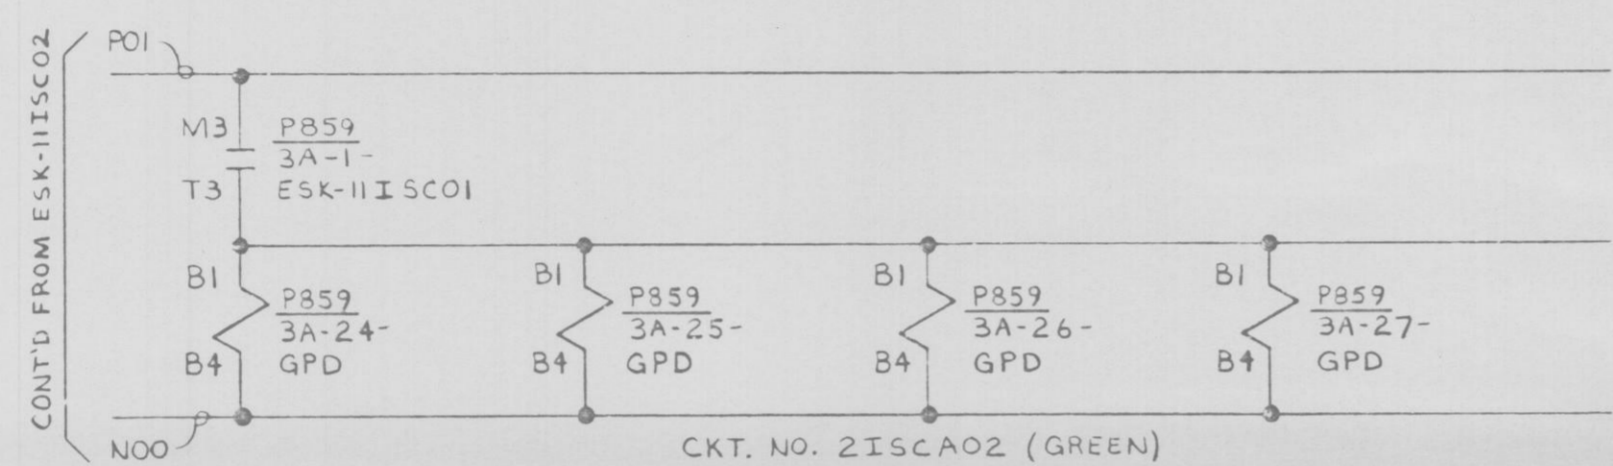 CONT'D FROM ESK-11ISC02
P01
M3
P859
3A-1-
T3
ESK-11ISC01
B1
P859
3A-24-
B4
GPD
B1
P859
3A-25-
B4
GPD
B1
P859
3A-26-
B4
GPD
B1
P859
3A-27-
B4
GPD
N00
CKT. NO. 2ISCA02 (GREEN)